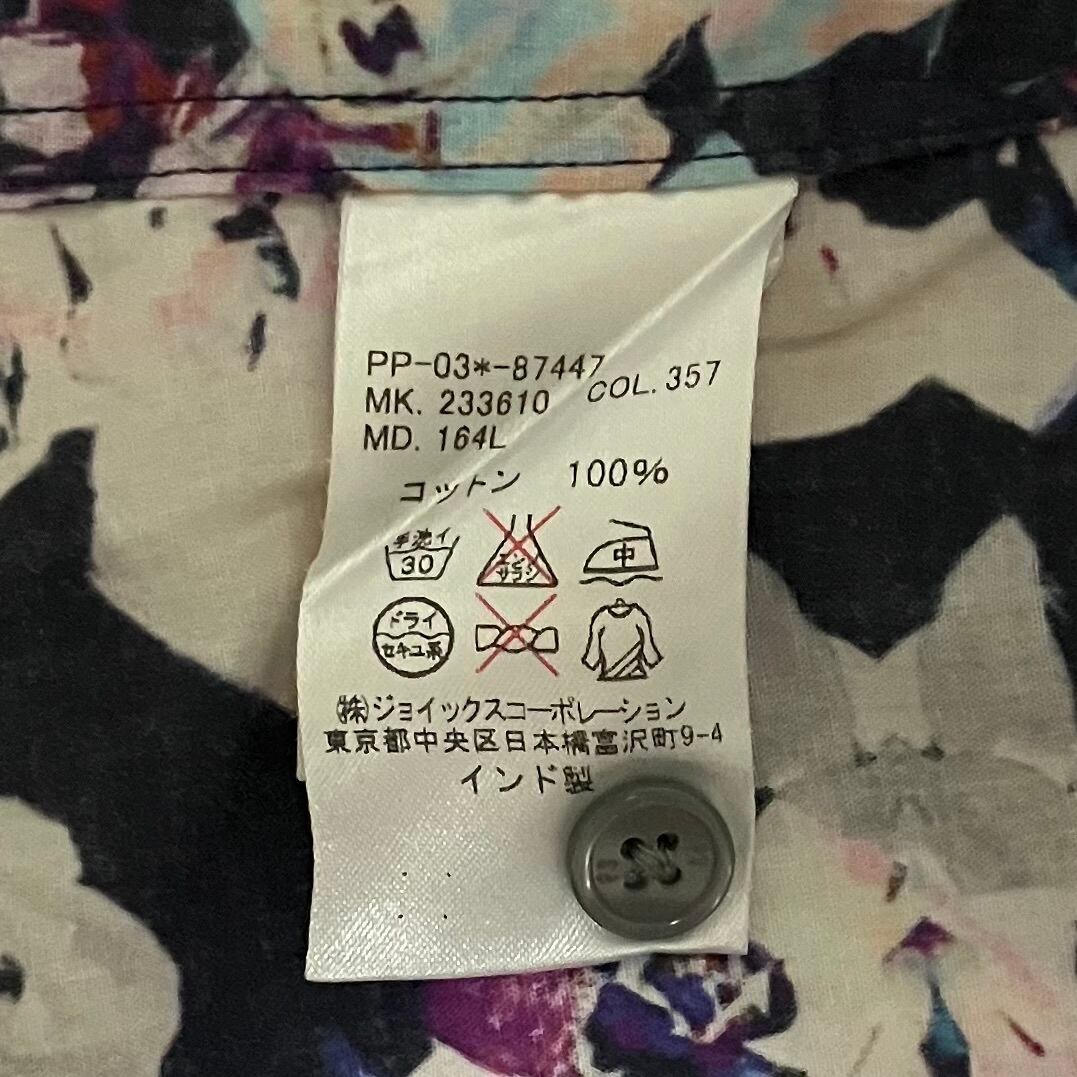 PP-03*-87447
MK. 233610 COL. 357
MD. 164L
コットン 100%
手洗イ
30
エンソ
サラシ
中
ドライ
セキユ系
㈱ジョイックスコーポレーション
東京都中央区日本橋富沢町9-4
インド製